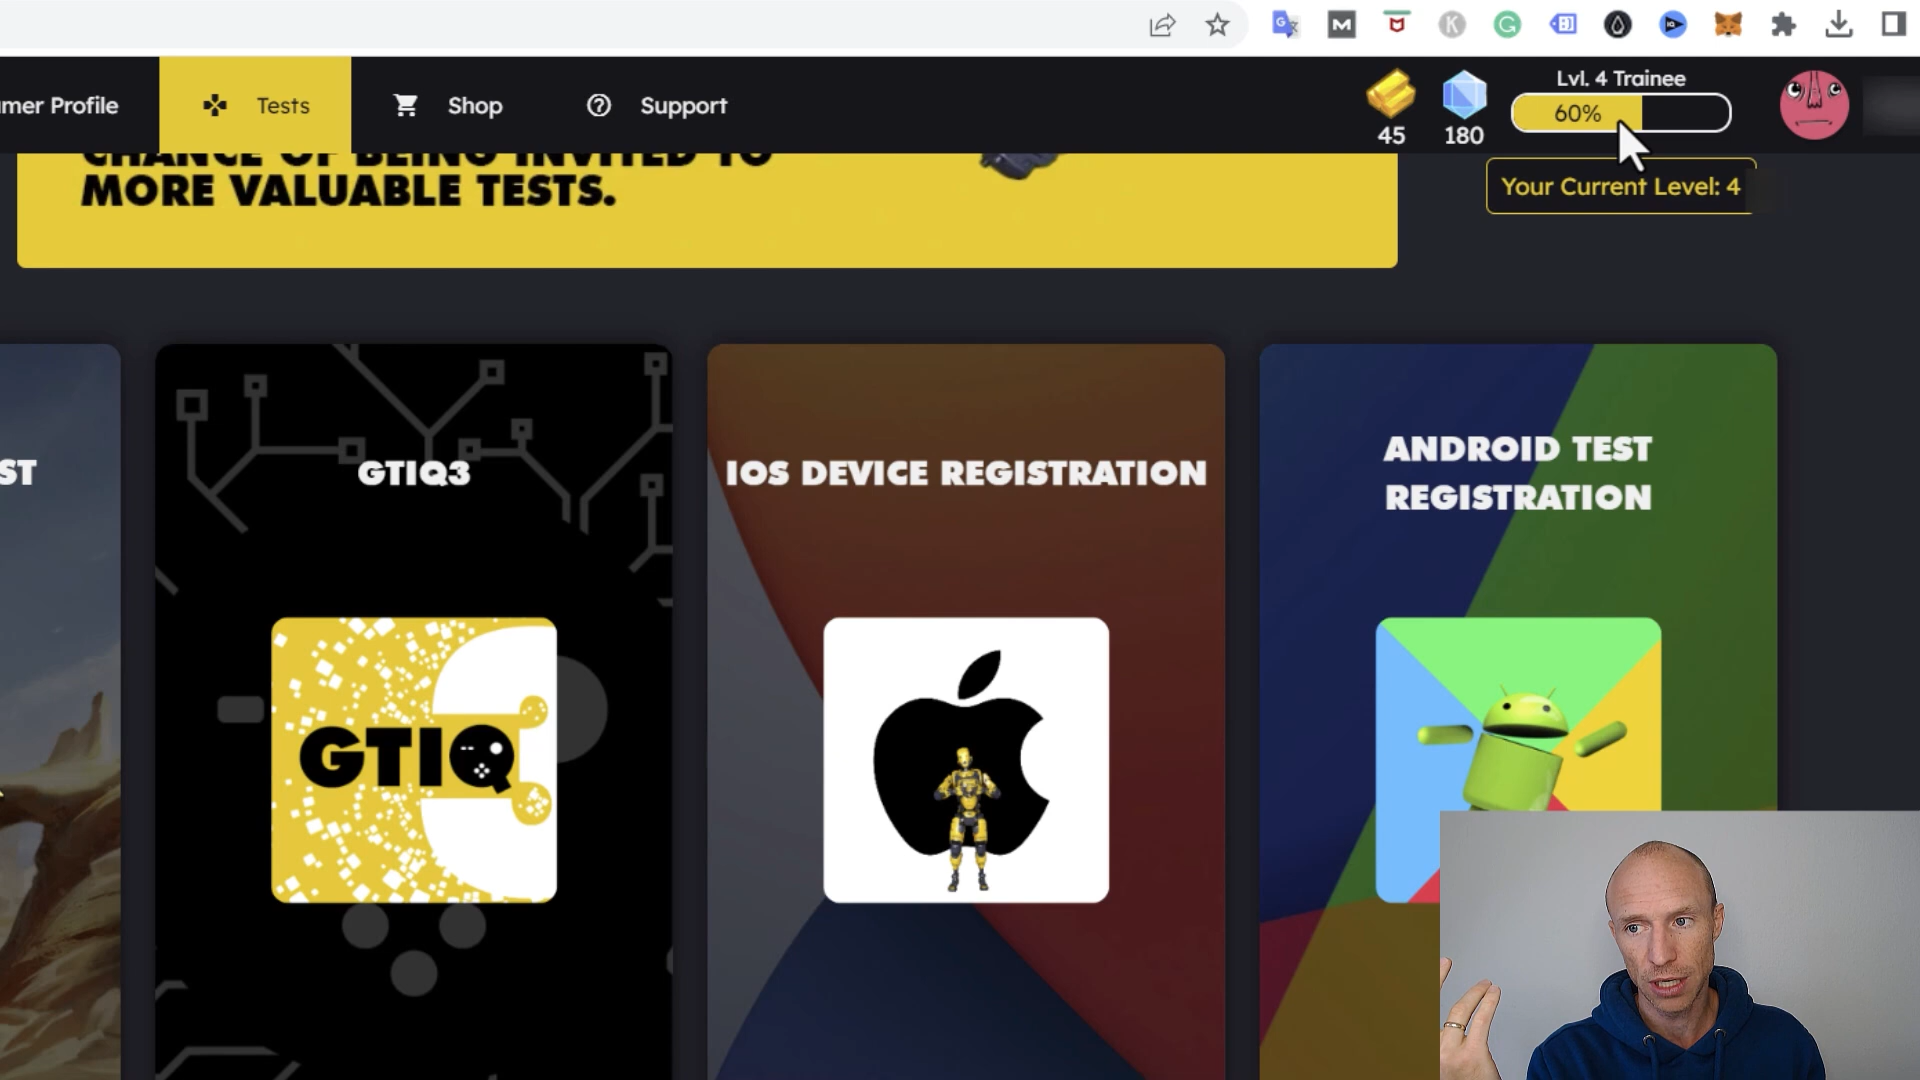 Lvl. 4 Trainee
mer Profile
Tests
Shop
Support
60%
45
180
MORE VALUABLE TESTS.
Your Current Level: 4
ST
GTIQ3
IOS DEVICE REGISTRATION
ANDROID TEST
REGISTRATION
GTIQ